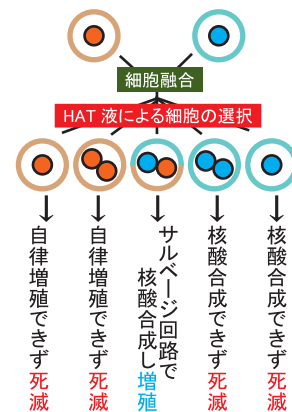 細胞融合
HAT 液による細胞の選択
自律増殖できず死滅
自律増殖できず死滅
サルベージ回路で
核酸合成し増殖
核酸合成できず死滅
核酸合成できず死滅